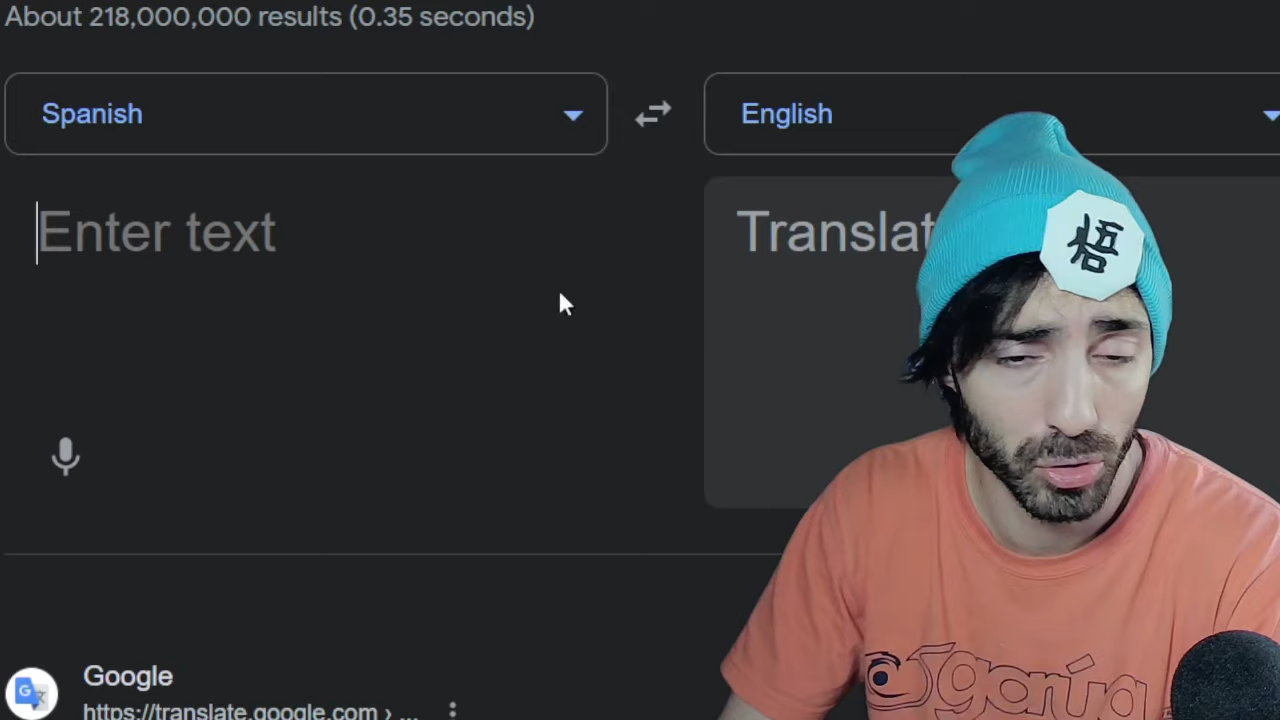 About 218,000,000 results (0.35 seconds)
Spanish
English
Enter text
Translat
悟
Google
https://translate.google.com › ...